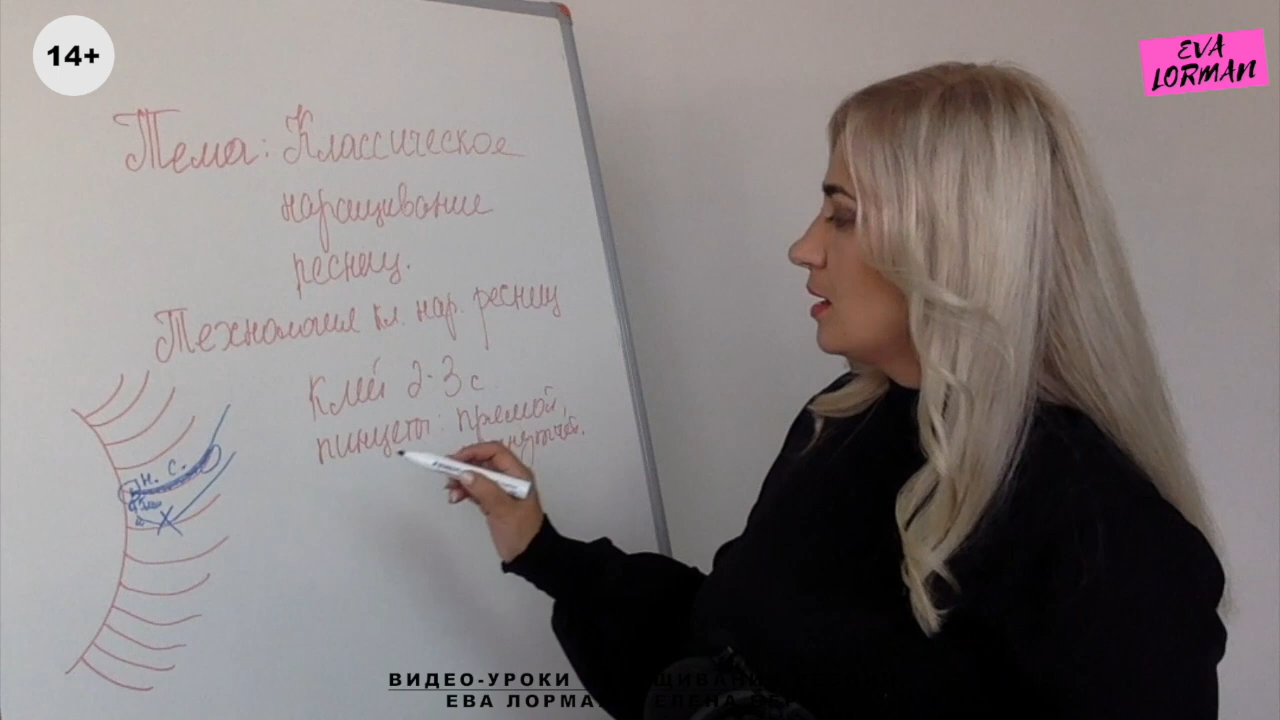 14+
EVA
LORMAN
Тема: Классическое
наращивание
ресниц.
Технология кл. нар. ресниц
Клей 2-3 с
пинцеты: прямой,
н. с.
ВИДЕО-УРОКИ
ЕВА ЛОРМА